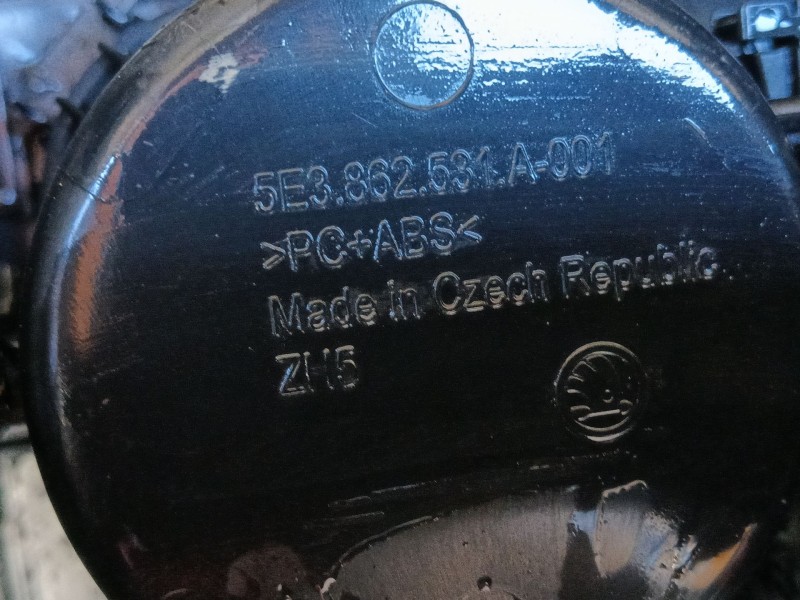 5E3.862.531.A-001
>PC+ABS<
Made in Czech Republic
ZH5